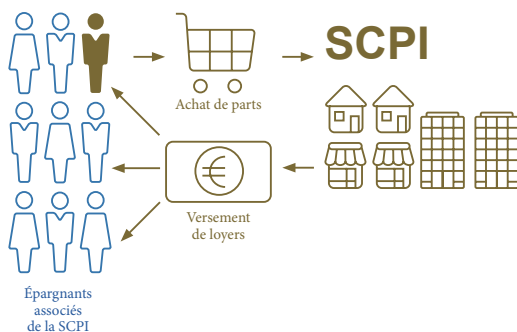 SCPI
Achat de parts
Versement
de loyers
Épargnants
associés
de la SCPI